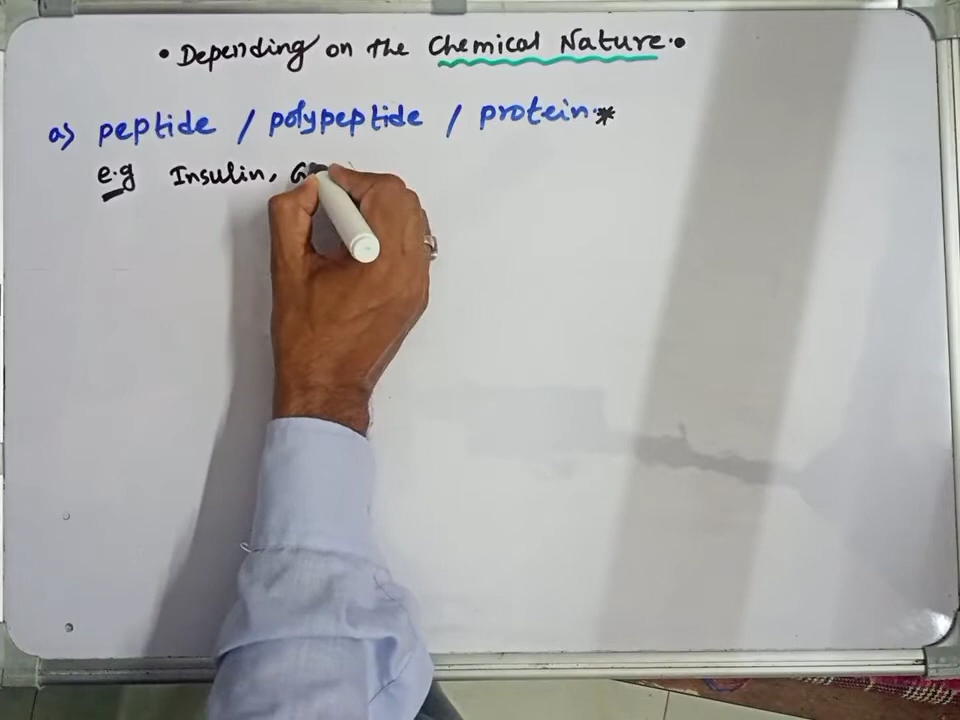 • Depending on the Chemical Nature •
a) peptide / polypeptide / protein *
e.g Insulin, G